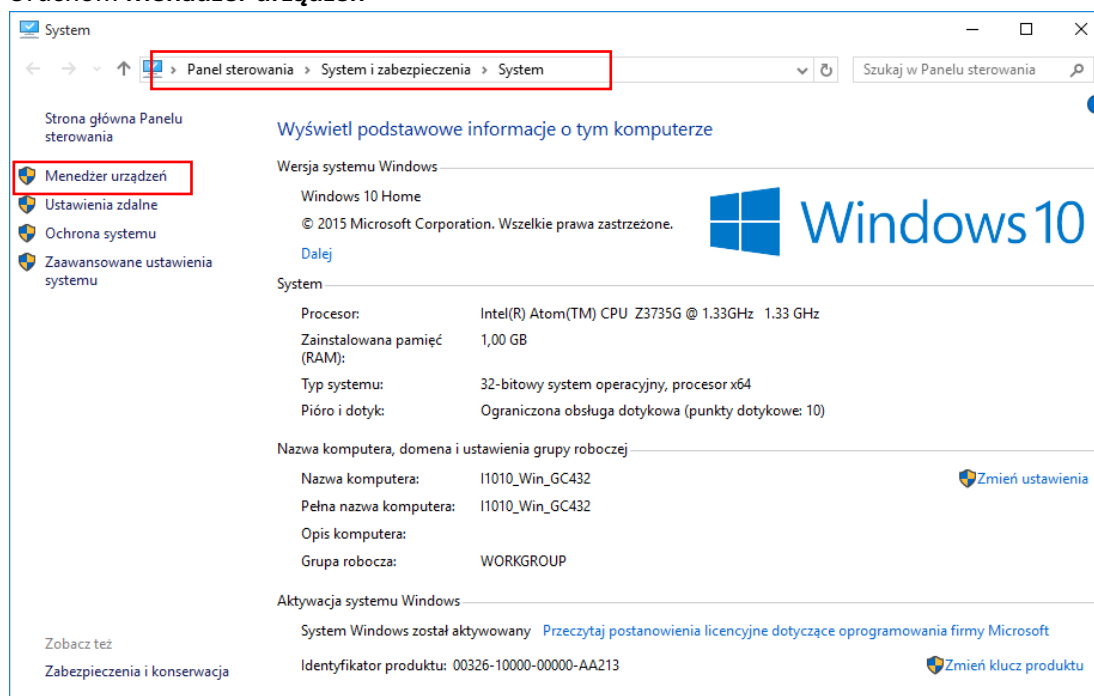 System
Panel sterowania > System i zabezpieczenia > System
Szukaj w Panelu sterowania
Strona główna Panelu
sterowania
Menedżer urządzeń
Ustawienia zdalne
Ochrona systemu
Zaawansowane ustawienia
systemu
Zobacz też
Zabezpieczenia i konserwacja
Wyświetl podstawowe informacje o tym komputerze
Wersja systemu Windows
Windows 10 Home
© 2015 Microsoft Corporation. Wszelkie prawa zastrzeżone.
Dalej
Windows 10
System
Procesor: Intel(R) Atom(TM) CPU Z3735G @ 1.33GHz 1.33 GHz
Zainstalowana pamięć 1,00 GB
(RAM):
Typ systemu: 32-bitowy system operacyjny, procesor x64
Pióro i dotyk: Ograniczona obsługa dotykowa (punkty dotykowe: 10)
Nazwa komputera, domena i ustawienia grupy roboczej
Nazwa komputera: I1010_Win_GC432 Zmień ustawienia
Pełna nazwa komputera: I1010_Win_GC432
Opis komputera:
Grupa robocza: WORKGROUP
Aktywacja systemu Windows
System Windows został aktywowany Przeczytaj postanowienia licencyjne dotyczące oprogramowania firmy Microsoft
Identyfikator produktu: 00326-10000-00000-AA213 Zmień klucz produktu